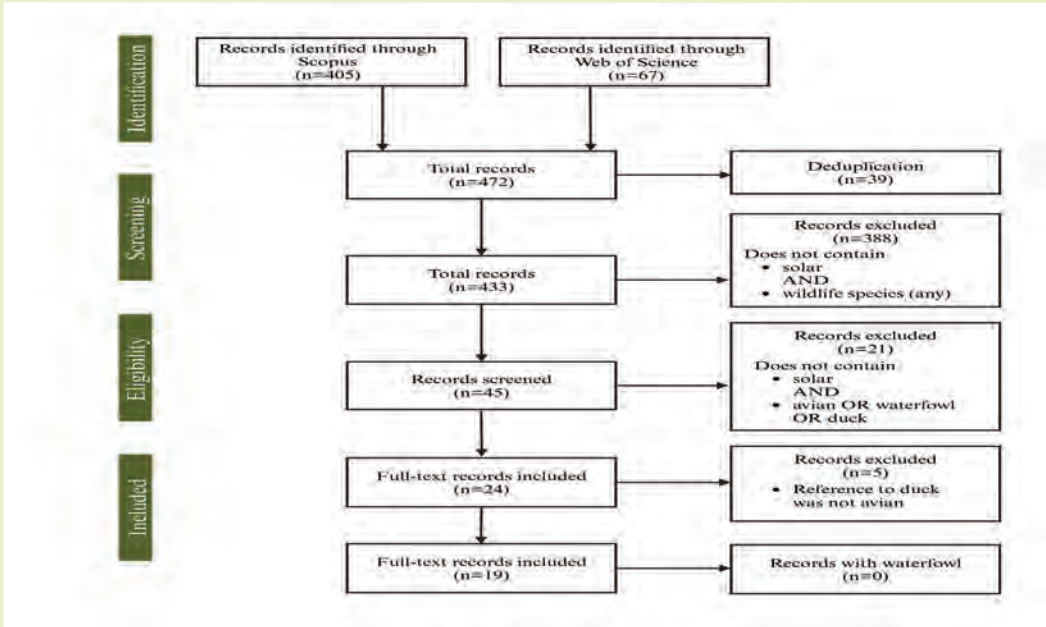 Identification
Records identified through
Scopus
(n=405)
Records identified through
Web of Science
(n=67)
Total records
(n=472)
Deduplication
(n=39)
Screening
Records excluded
(n=388)
Does not contain
• solar
AND
• wildlife species (any)
Total records
(n=433)
Eligibility
Records excluded
(n=21)
Does not contain
• solar
AND
• avian OR waterfowl
OR duck
Records screened
(n=45)
Included
Full-text records included
(n=24)
Records excluded
(n=5)
• Reference to duck
was not avian
Full-text records included
(n=19)
Records with waterfowl
(n=0)